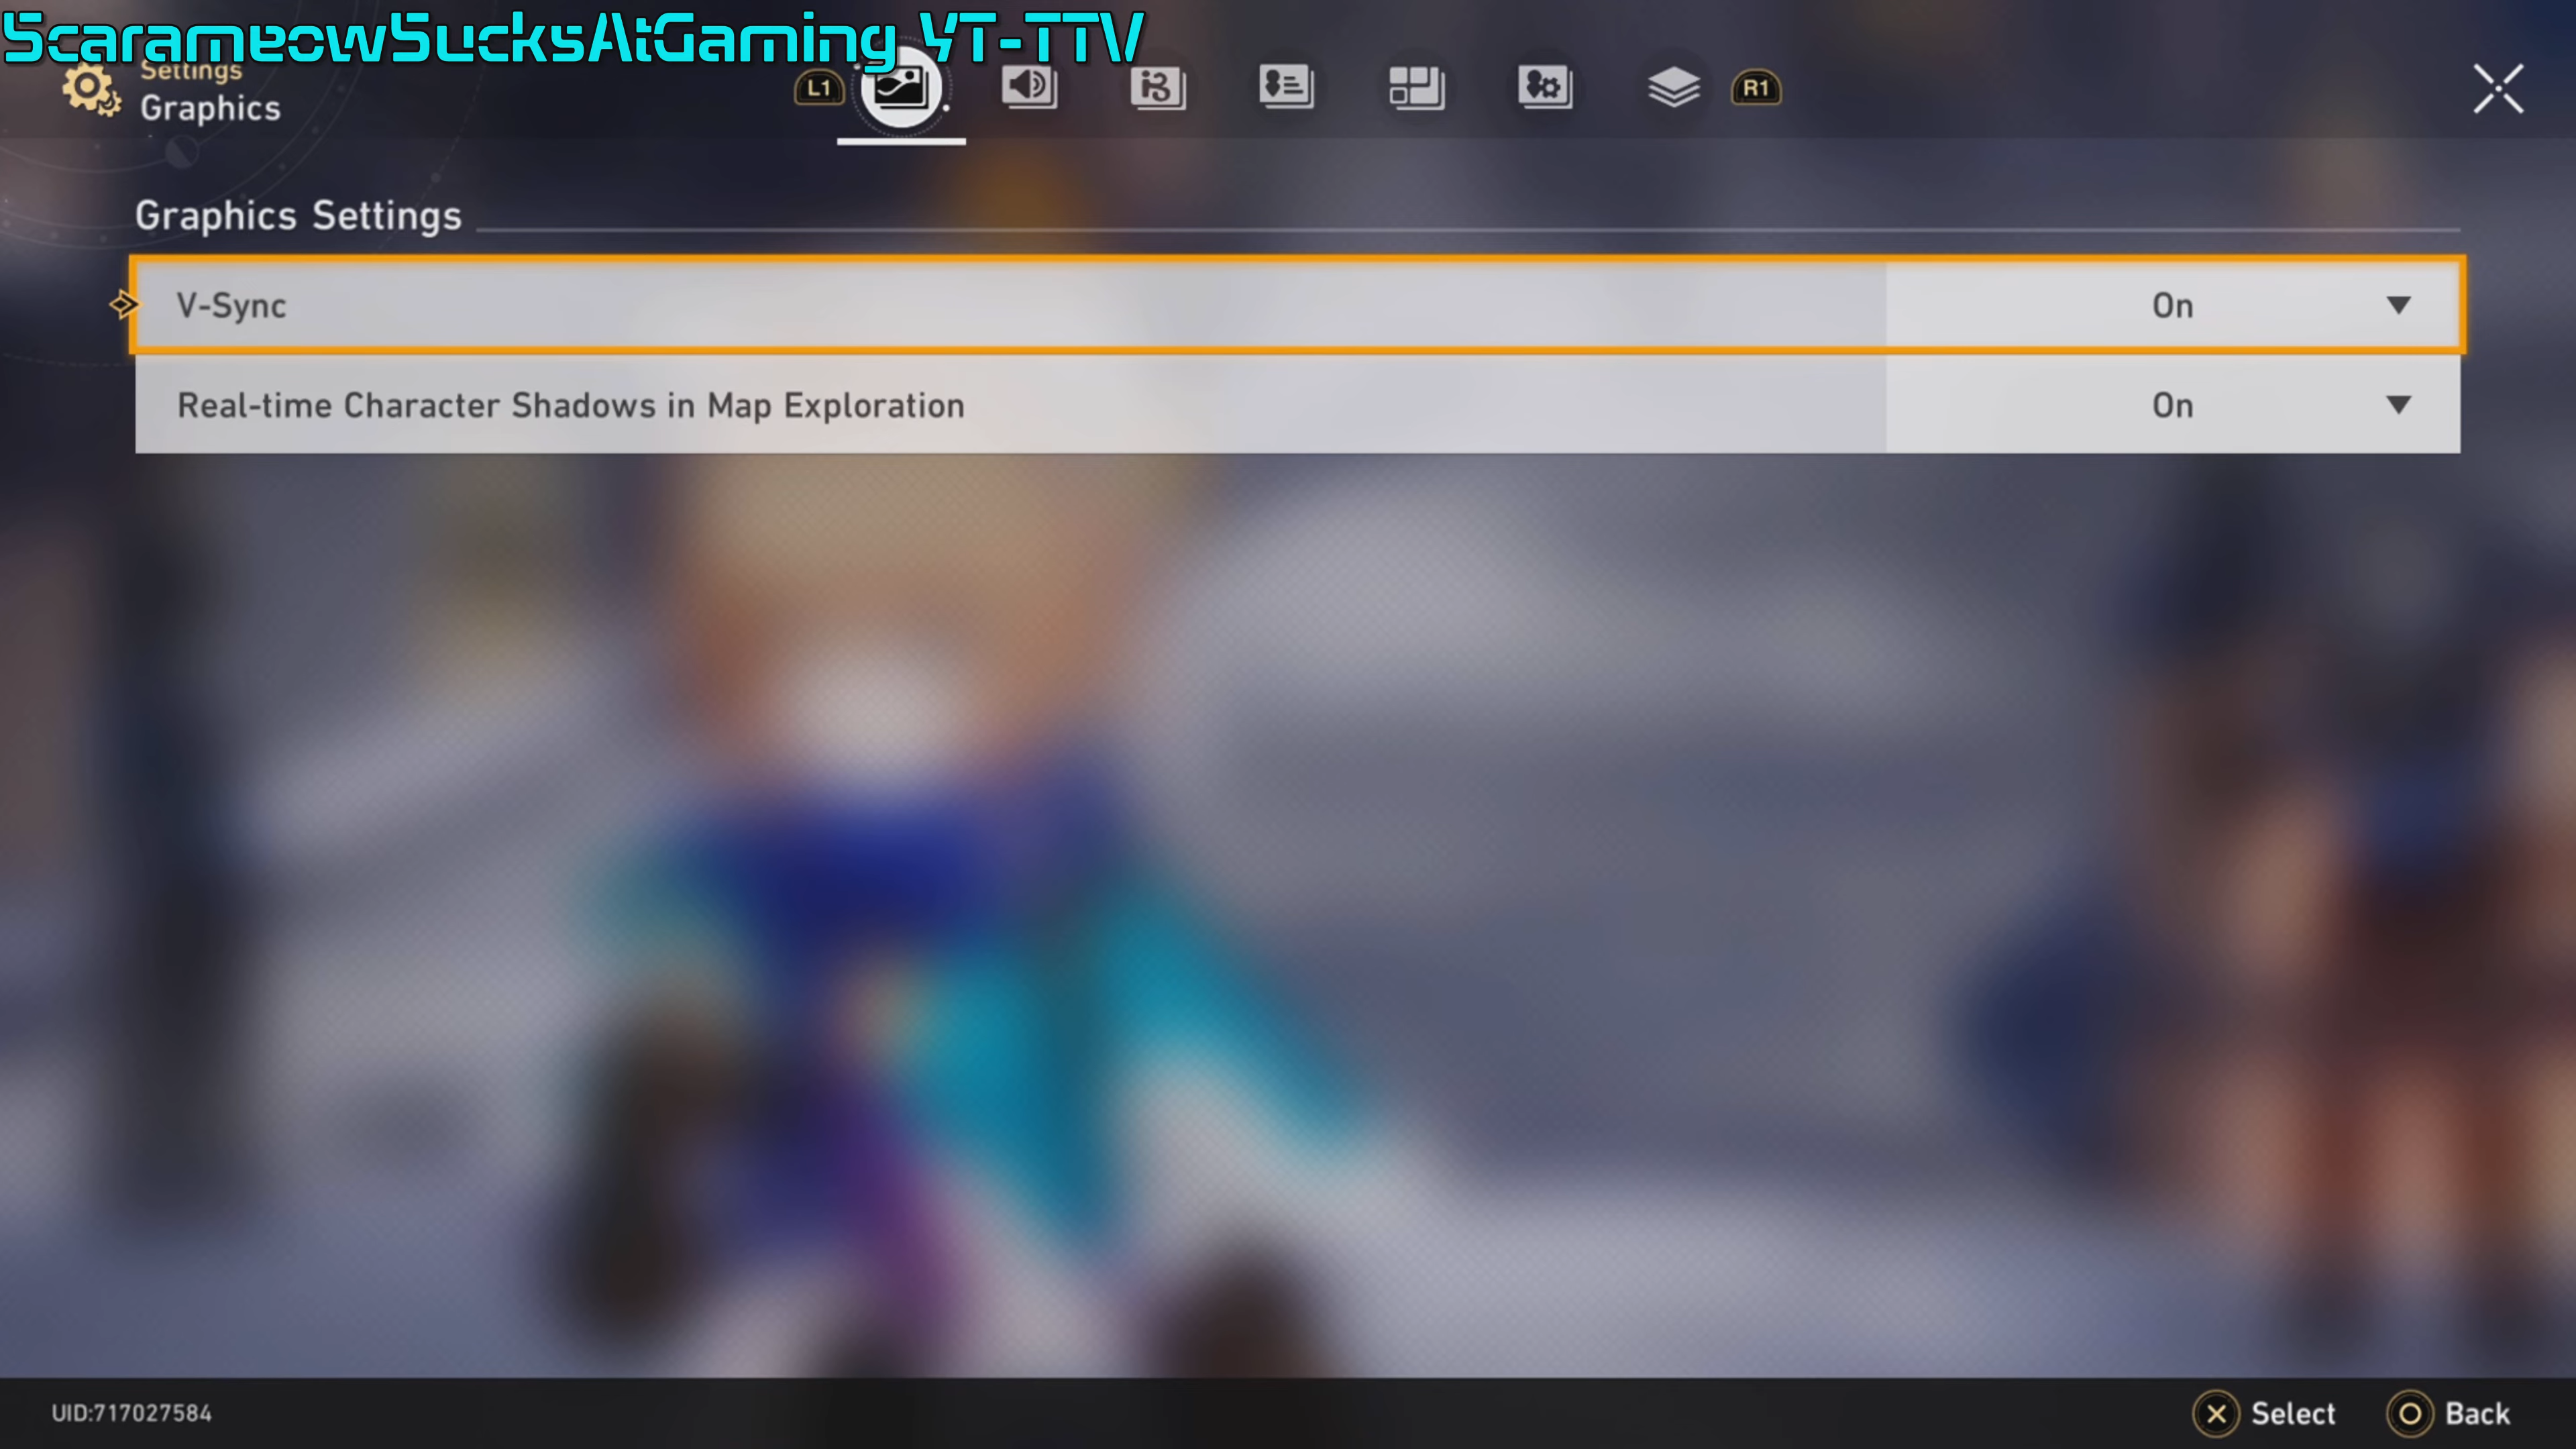 ScarameowSucksAtGaming YT-TTV
Settings
Graphics
L1
R1
Graphics Settings
V-Sync On
Real-time Character Shadows in Map Exploration On
UID:717027584
Select
Back